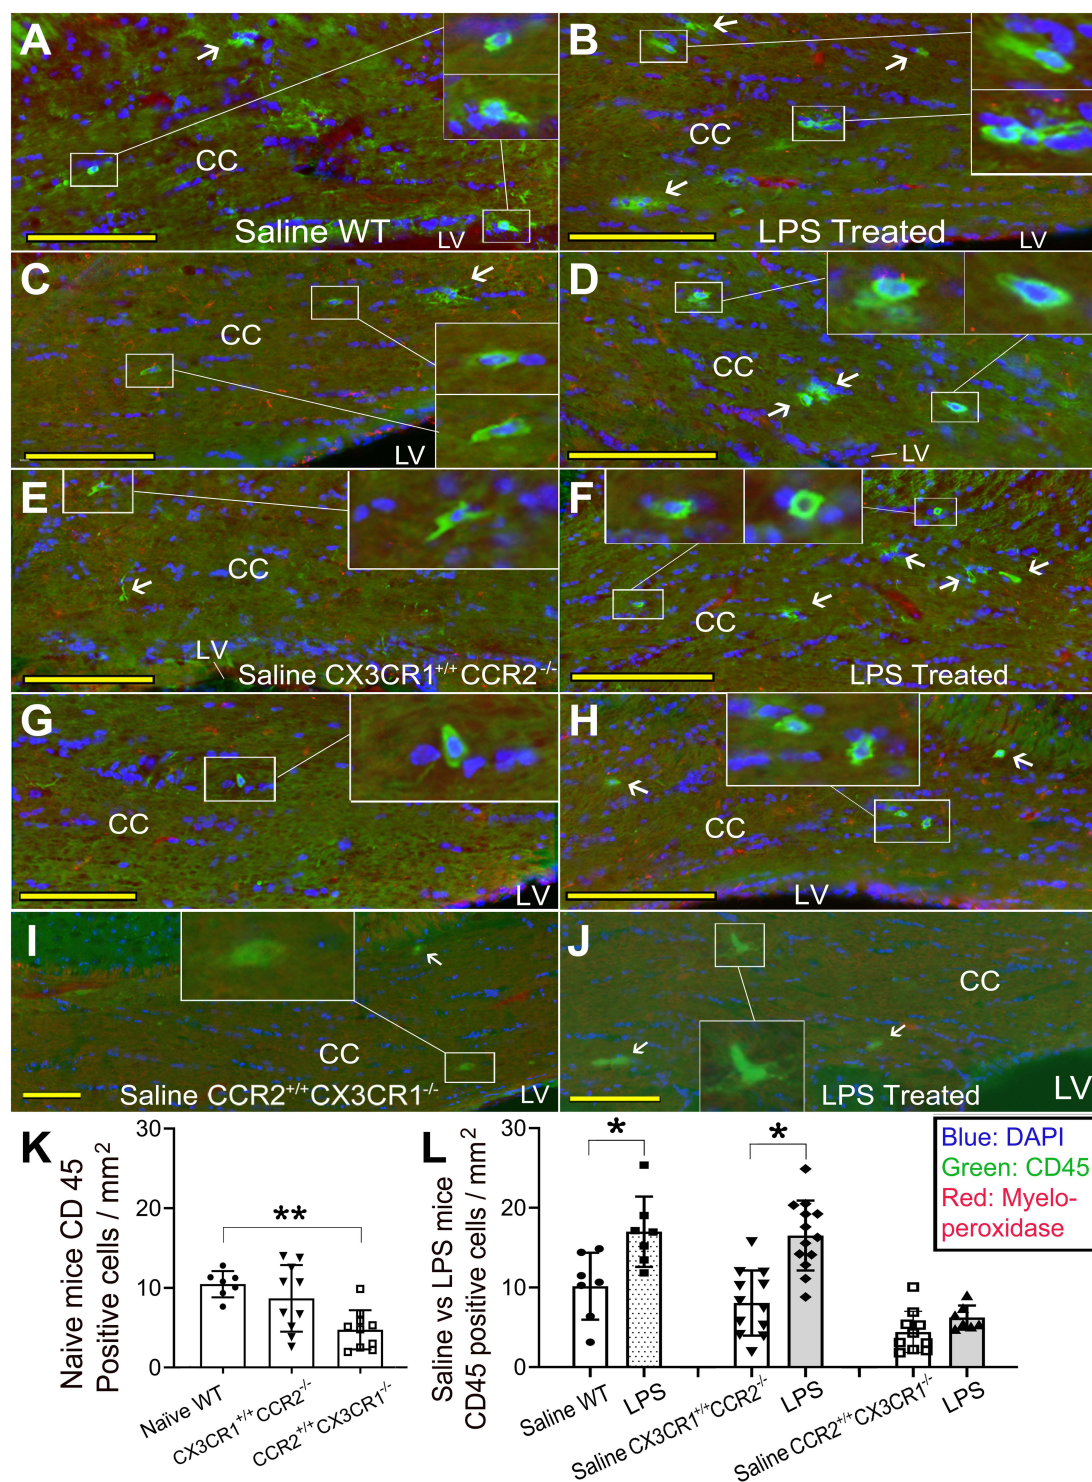 A
CC
Saline WT
LV
B
CC
LPS Treated
LV
C
CC
LV
D
CC
LV
E
CC
LV
Saline CX3CR1+/+CCR2-/-
F
CC
LPS Treated
G
CC
LV
H
CC
LV
I
CC
Saline CCR2+/+CX3CR1-/-
LV
J
CC
LPS Treated
LV
K
Naive mice CD 45
Positive cells / mm2
30
20
10
0
**
Naïve WT
CX3CR1+/+CCR2-/-
CCR2+/+CX3CR1-/-
L
Saline vs LPS mice
CD45 positive cells / mm2
30
20
10
0
*
*
Saline WT
LPS
Saline CX3CR1+/+CCR2-/-
LPS
Saline CCR2+/+CX3CR1-/-
LPS
Blue: DAPI
Green: CD45
Red: Myelo-
peroxidase